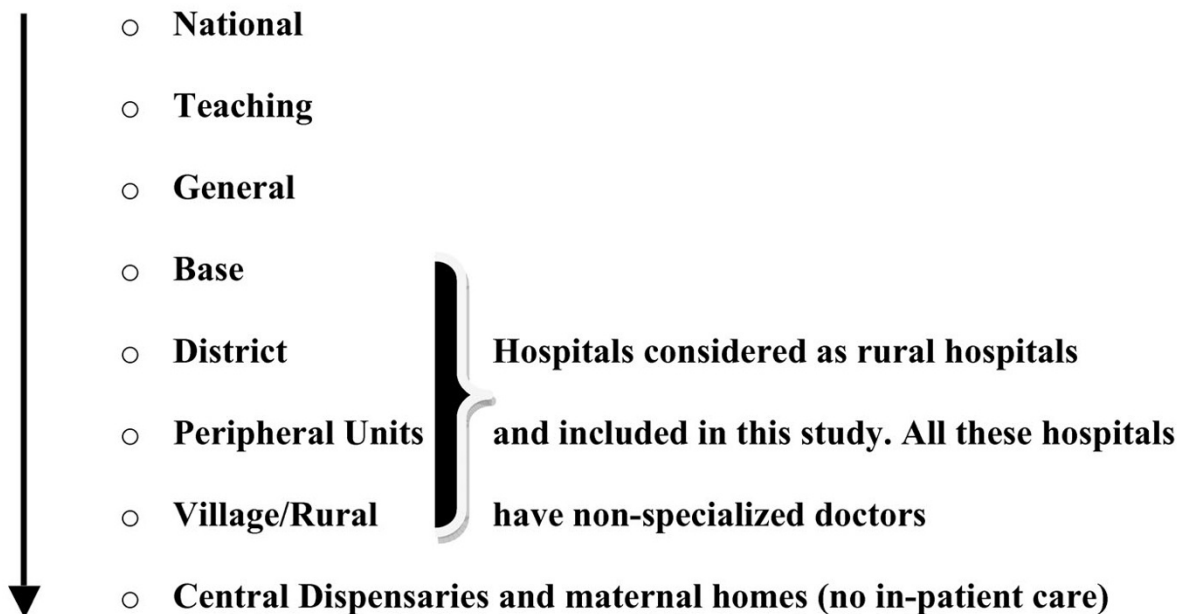 National
Teaching
General
Base
District Hospitals considered as rural hospitals
Peripheral Units and included in this study. All these hospitals
Village/Rural have non-specialized doctors
Central Dispensaries and maternal homes (no in-patient care)